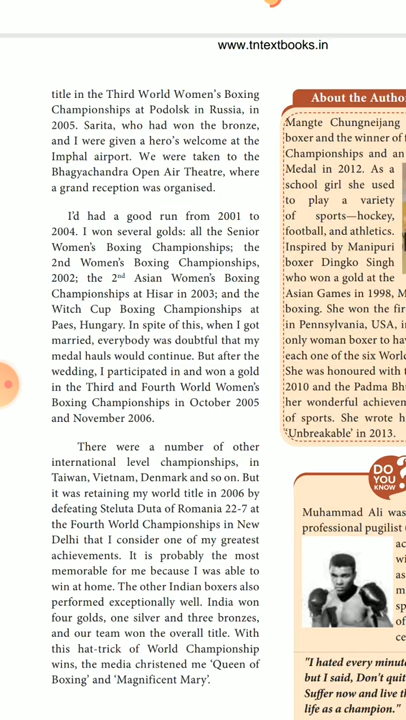 www.tntextbooks.in
title in the Third World Women's Boxing
Championships at Podolsk in Russia, in
2005. Sarita, who had won the bronze,
and I were given a hero's welcome at the
Imphal airport. We were taken to the
Bhagyachandra Open Air Theatre, where
a grand reception was organised.
I'd had a good run from 2001 to
2004. I won several golds: all the Senior
Women's Boxing Championships; the
2nd Women's Boxing Championships,
2002; the 2nd Asian Women's Boxing
Championships at Hisar in 2003; and the
Witch Cup Boxing Championships at
Paes, Hungary. In spite of this, when I got
married, everybody was doubtful that my
medal hauls would continue. But after the
wedding, I participated in and won a gold
in the Third and Fourth World Women's
Boxing Championships in October 2005
and November 2006.
There were a number of other
international level championships, in
Taiwan, Vietnam, Denmark and so on. But
it was retaining my world title in 2006 by
defeating Steluta Duta of Romania 22-7 at
the Fourth World Championships in New
Delhi that I consider one of my greatest
achievements. It is probably the most
memorable for me because I was able to
win at home. The other Indian boxers also
performed exceptionally well. India won
four golds, one silver and three bronzes,
and our team won the overall title. With
this hat-trick of World Championship
wins, the media christened me 'Queen of
Boxing' and 'Magnificent Mary'.
About the Autho
Mangte Chungneijang
boxer and the winner of f
Championships and an
Medal in 2012. As a
school girl she used
to play a variety
of sports—hockey,
football, and athletics.
Inspired by Manipuri
boxer Dingko Singh
who won a gold at the
Asian Games in 1998, M
boxing. She won the fir
in Pennsylvania, USA, i
only woman boxer to ha
each one of the six World
She was honoured with t
2010 and the Padma Bh
her wonderful achievem
of sports. She wrote h
'Unbreakable' in 2013.
DO
YOU
KNOW
?
Muhammad Ali was
professional pugilist
ac
wi
as
m
sp
of
ce
"I hated every minute
but I said, Don't quit
Suffer now and live th
life as a champion."